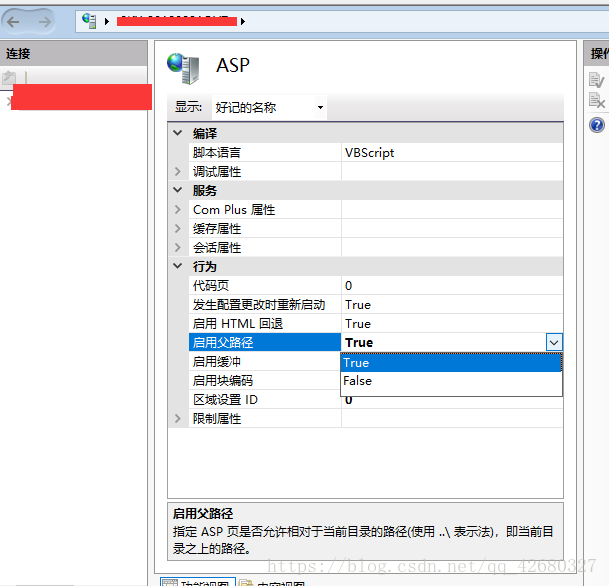 连接
ASP
操作
显示: 好记的名称
编译
脚本语言 VBScript
调试属性
服务
Com Plus 属性
缓存属性
会话属性
行为
代码页 0
发生配置更改时重新启动 True
启用 HTML 回退 True
启用父路径 True
启用缓冲 True
启用块编码 False
区域设置 ID 0
限制属性
启用父路径
指定 ASP 页是否允许相对于当前目录的路径(使用 ..\ 表示法)，即当前目
录之上的路径。
https://blog.csdn.net/qq_42680327
功能视图 内容视图